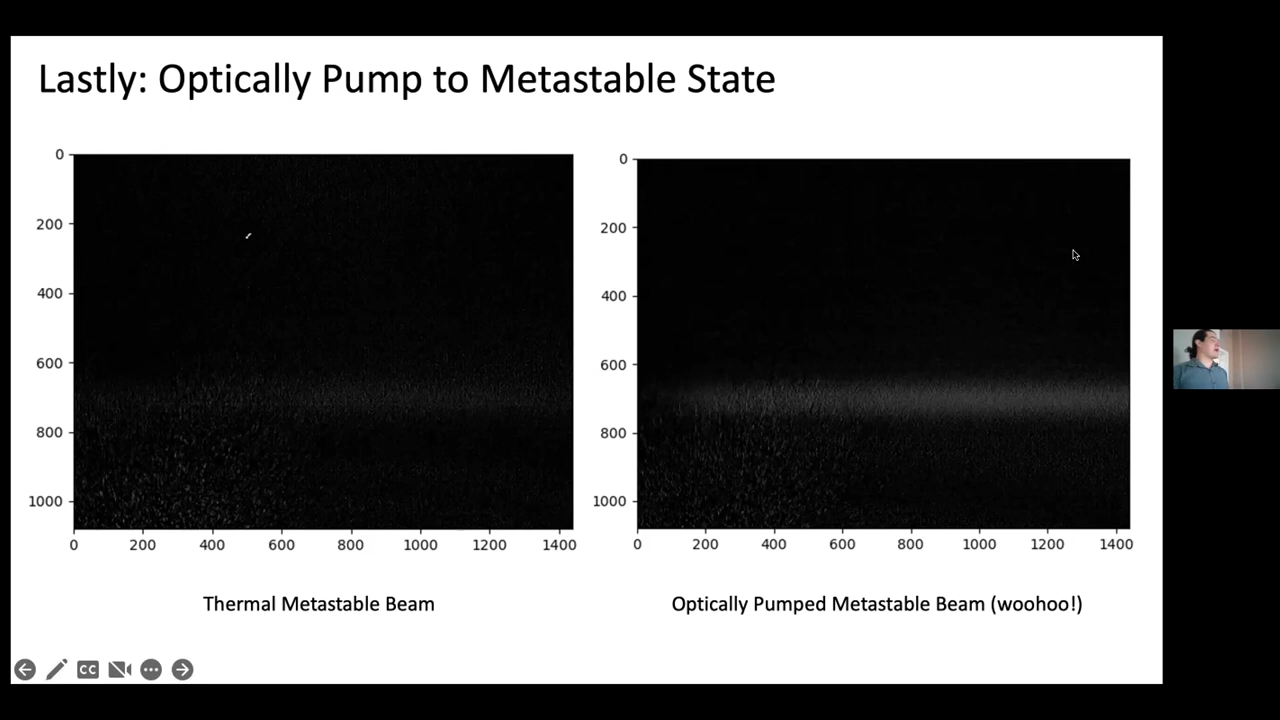 Lastly: Optically Pump to Metastable State
0
200
400
600
800
1000
0 200 400 600 800 1000 1200 1400
0
200
400
600
800
1000
0 200 400 600 800 1000 1200 1400
Thermal Metastable Beam
Optically Pumped Metastable Beam (woohoo!)
CC